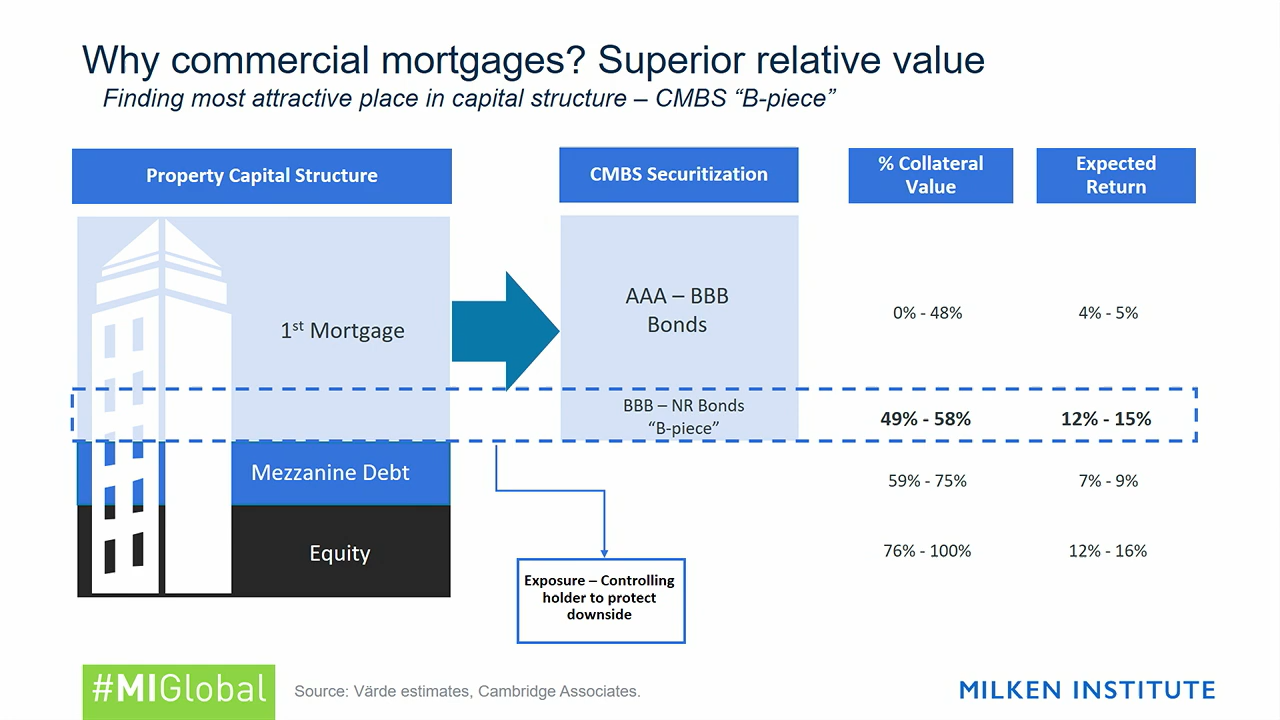 Why commercial mortgages? Superior relative value
Finding most attractive place in capital structure – CMBS “B-piece”
Property Capital Structure
CMBS Securitization
% Collateral
Value
Expected
Return
1st Mortgage
AAA – BBB
Bonds
0% - 48%
4% - 5%
BBB – NR Bonds
“B-piece”
49% - 58%
12% - 15%
Mezzanine Debt
59% - 75%
7% - 9%
Equity
76% - 100%
12% - 16%
Exposure – Controlling
holder to protect
downside
#MIGlobal
Source: Värde estimates, Cambridge Associates.
MILKEN INSTITUTE